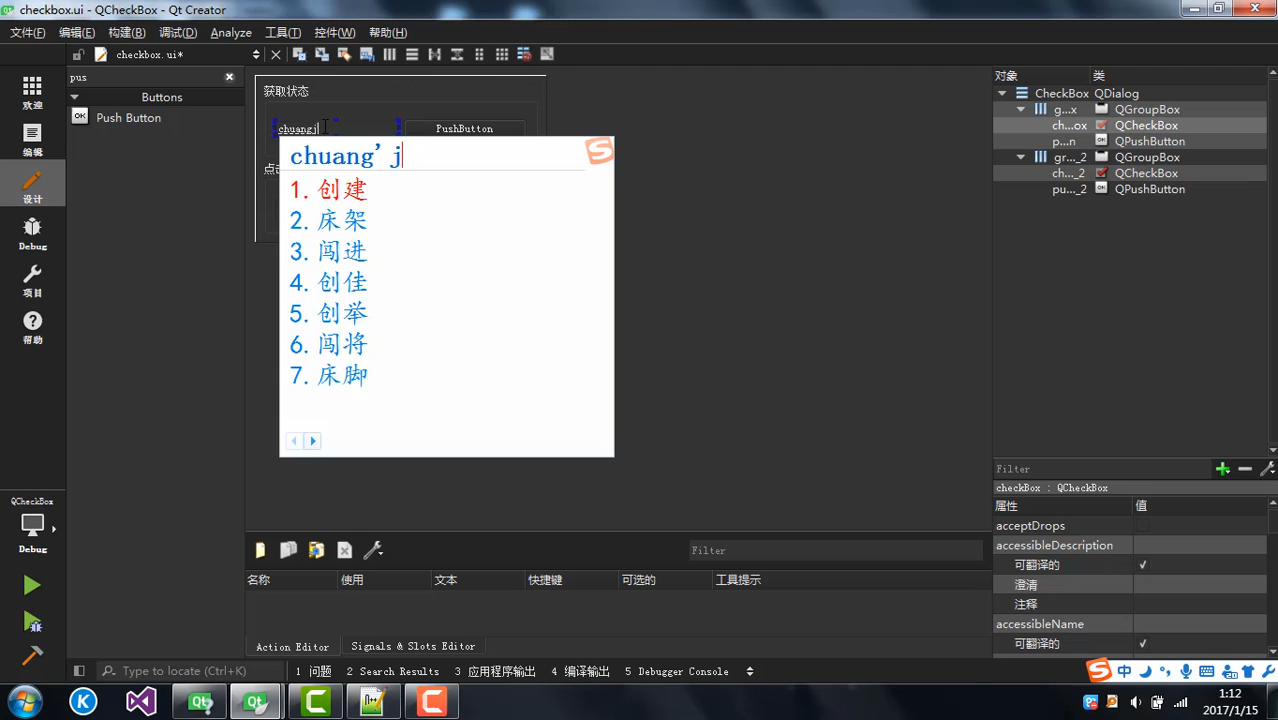 checkbox.ui - QCheckBox - Qt Creator
文件(F) 编辑(E) 构建(B) 调试(D) Analyze 工具(T) 控件(W) 帮助(H)
checkbox.ui*
pus
Buttons
OK Push Button
欢迎
编辑
设计
Debug
项目
帮助
QCheckBox
Debug
获取状态
chuangj
PushButton
点击
chuang'j
1. 创建
2. 床架
3. 闯进
4. 创佳
5. 创举
6. 闯将
7. 床脚
对象 类
CheckBox QDialog
g...x QGroupBox
ch...ox QCheckBox
p...n QPushButton
gr..._2 QGroupBox
ch..._2 QCheckBox
pu..._2 QPushButton
Filter
checkBox : QCheckBox
属性 值
acceptDrops
accessibleDescription
可翻译的
澄清
注释
accessibleName
可翻译的
Filter
名称 使用 文本 快捷键 可选的 工具提示
Action Editor Signals & Slots Editor
Type to locate (Ctrl+K) 1 问题 2 Search Results 3 应用程序输出 4 编译输出 5 Debugger Console
中
1:12
2017/1/15